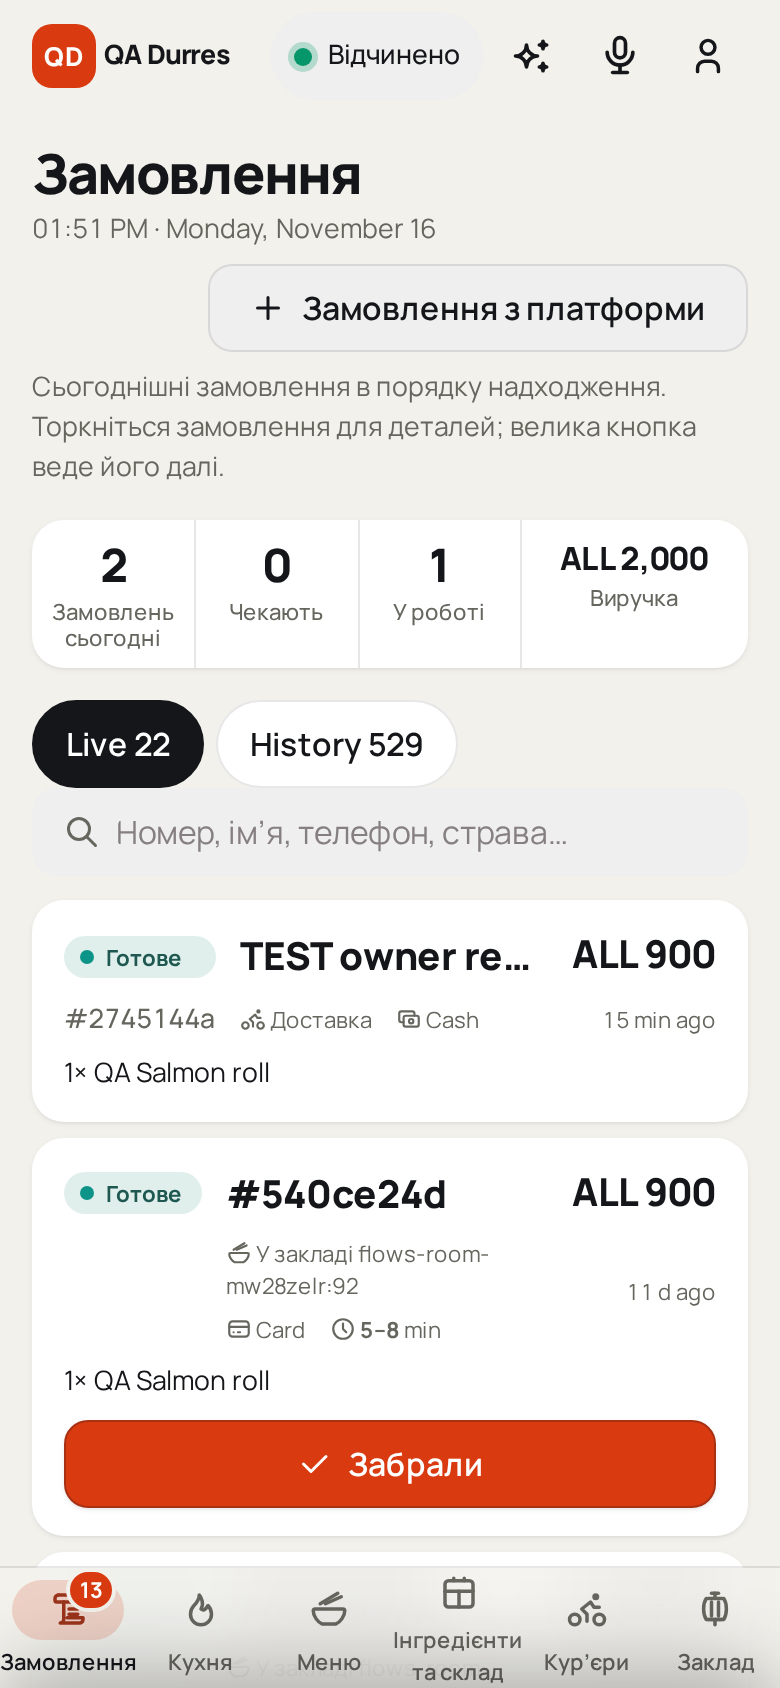 QD QA Durres Відчинено
Замовлення
01:51 PM · Monday, November 16
+ Замовлення з платформи
Сьогоднішні замовлення в порядку надходження.
Торкніться замовлення для деталей; велика кнопка
веде його далі.
2 0 1 ALL 2,000
Замовлень Чекають У роботі Виручка
сьогодні
Live 22 History 529
Номер, ім’я, телефон, страва...
Готове TEST owner re... ALL 900
#2745144a Доставка Cash 15 min ago
1× QA Salmon roll
Готове #540ce24d ALL 900
У закладі flows-room-
mw28zelr:92
11 d ago
Card 5–8 min
1× QA Salmon roll
Забрали
13
Замовлення Кухня Меню Інгредієнти та склад Кур’єри Заклад